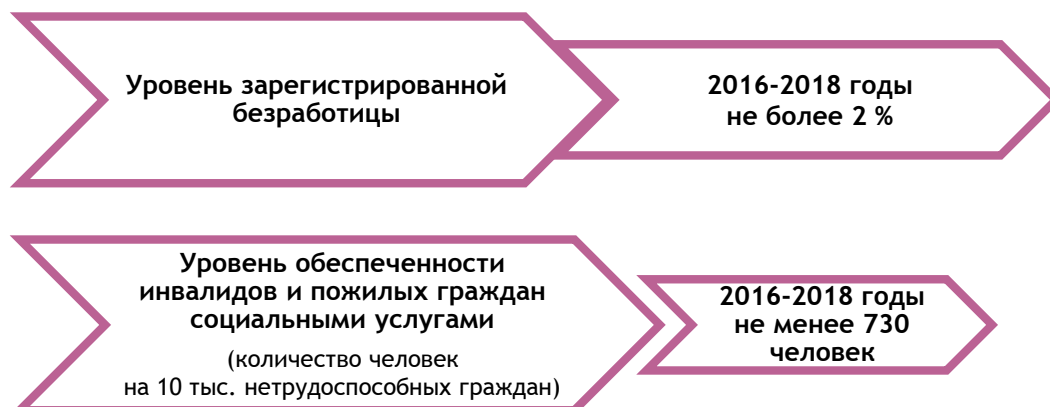 Уровень зарегистрированной
безработицы
2016-2018 годы
не более 2 %
Уровень обеспеченности
инвалидов и пожилых граждан
социальными услугами
(количество человек
на 10 тыс. нетрудоспособных граждан)
2016-2018 годы
не менее 730
человек